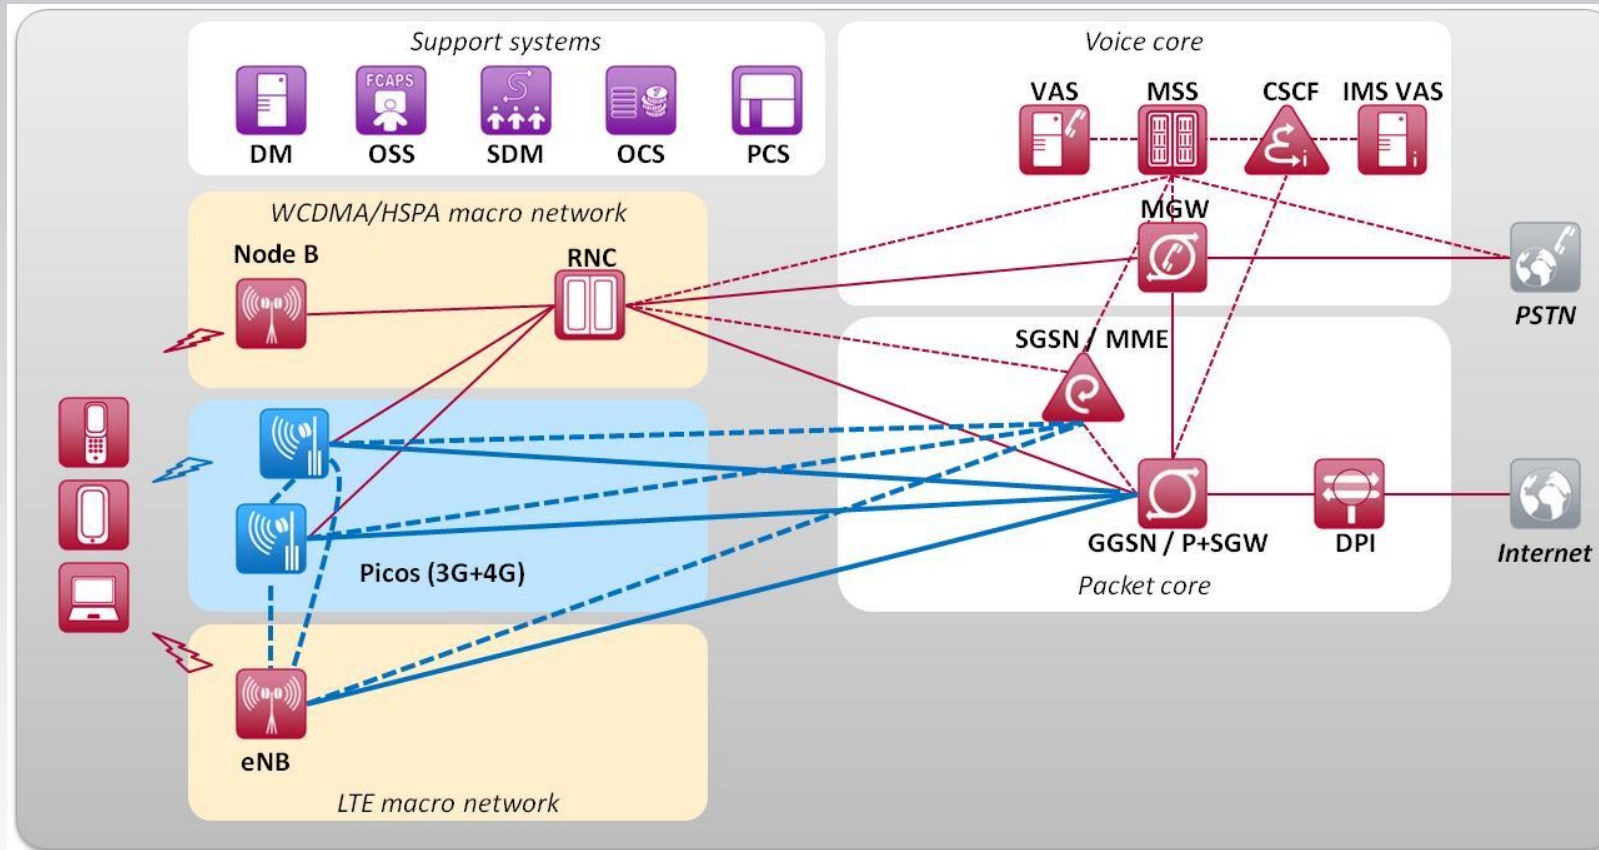 Support systems
FCAPS
DM
OSS
SDM
OCS
PCS
Voice core
VAS
MSS
CSCF
IMS VAS
i
i
MGW
PSTN
WCDMA/HSPA macro network
Node B
RNC
SGSN / MME
GGSN / P+SGW
DPI
Internet
Packet core
Picos (3G+4G)
eNB
LTE macro network